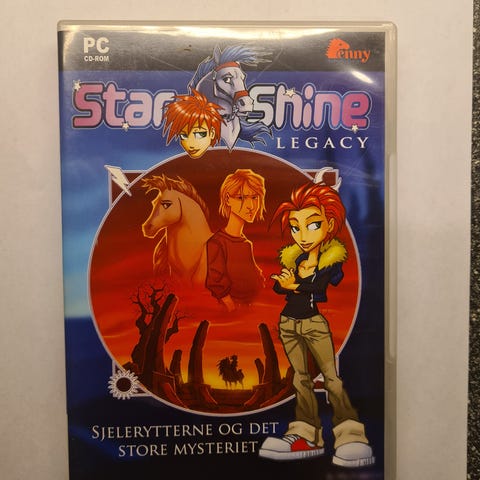 PC
CD-ROM
Penny
Star Shine
LEGACY
SJELERYTTERNE OG DET
STORE MYSTERIET